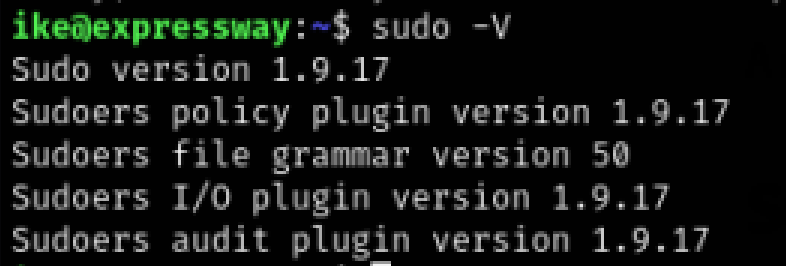 ike@expressway:~$ sudo -V
Sudo version 1.9.17
Sudoers policy plugin version 1.9.17
Sudoers file grammar version 50
Sudoers I/O plugin version 1.9.17
Sudoers audit plugin version 1.9.17